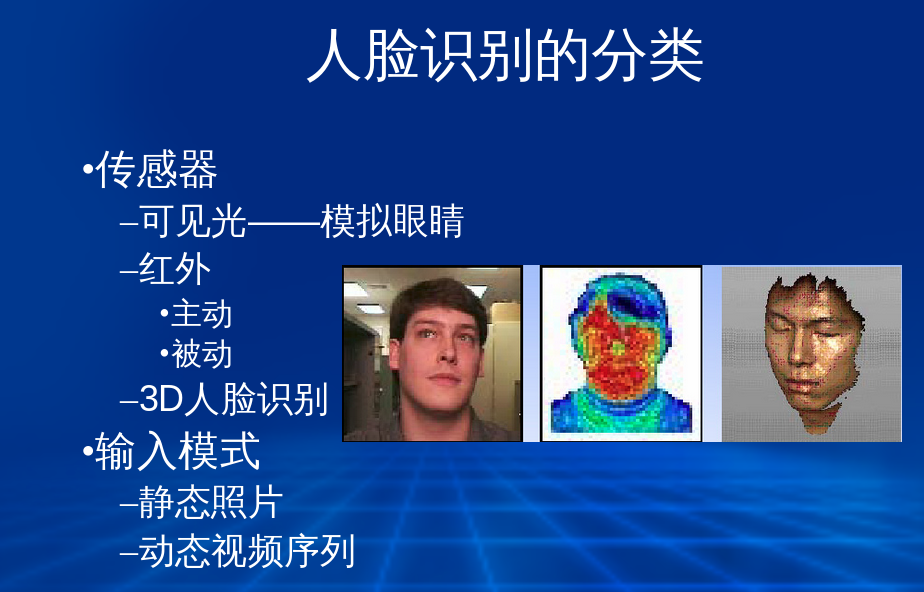 人脸识别的分类
•传感器
–可见光——模拟眼睛
–红外
•主动
•被动
–3D人脸识别
•输入模式
–静态照片
–动态视频序列